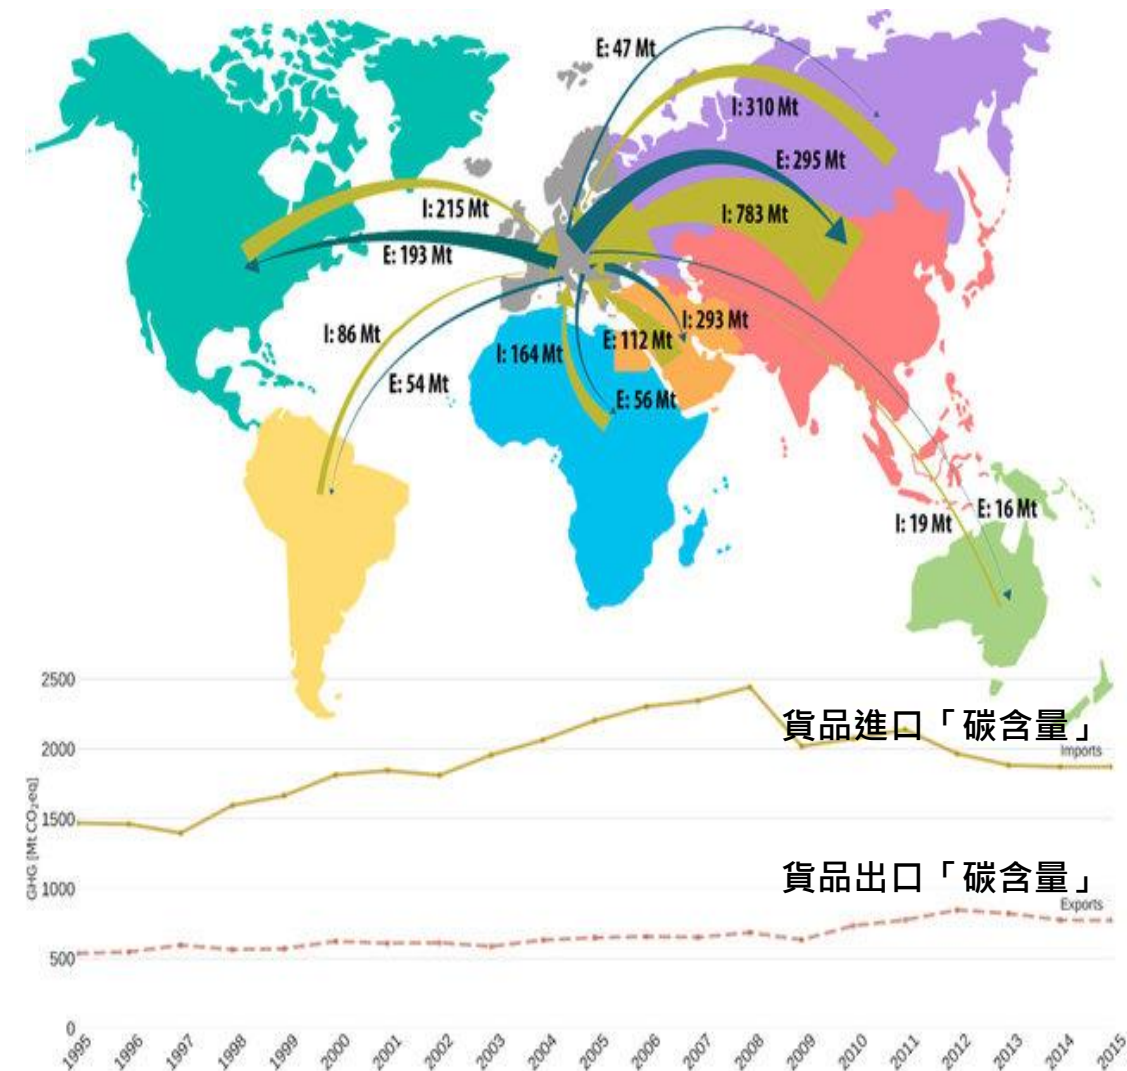 E: 47 Mt
I: 310 Mt
E: 295 Mt
I: 215 Mt
I: 783 Mt
E: 193 Mt
I: 293 Mt
I: 86 Mt
E: 112 Mt
I: 164 Mt
E: 54 Mt
E: 56 Mt
E: 16 Mt
I: 19 Mt
2500
貨品進口「碳含量」
2000
Imports
GHG [Mt CO₂eq]
1500
貨品出口「碳含量」
1000
Exports
500
0
1995 1996 1997 1998 1999 2000 2001 2002 2003 2004 2005 2006 2007 2008 2009 2010 2011 2012 2013 2014 2015